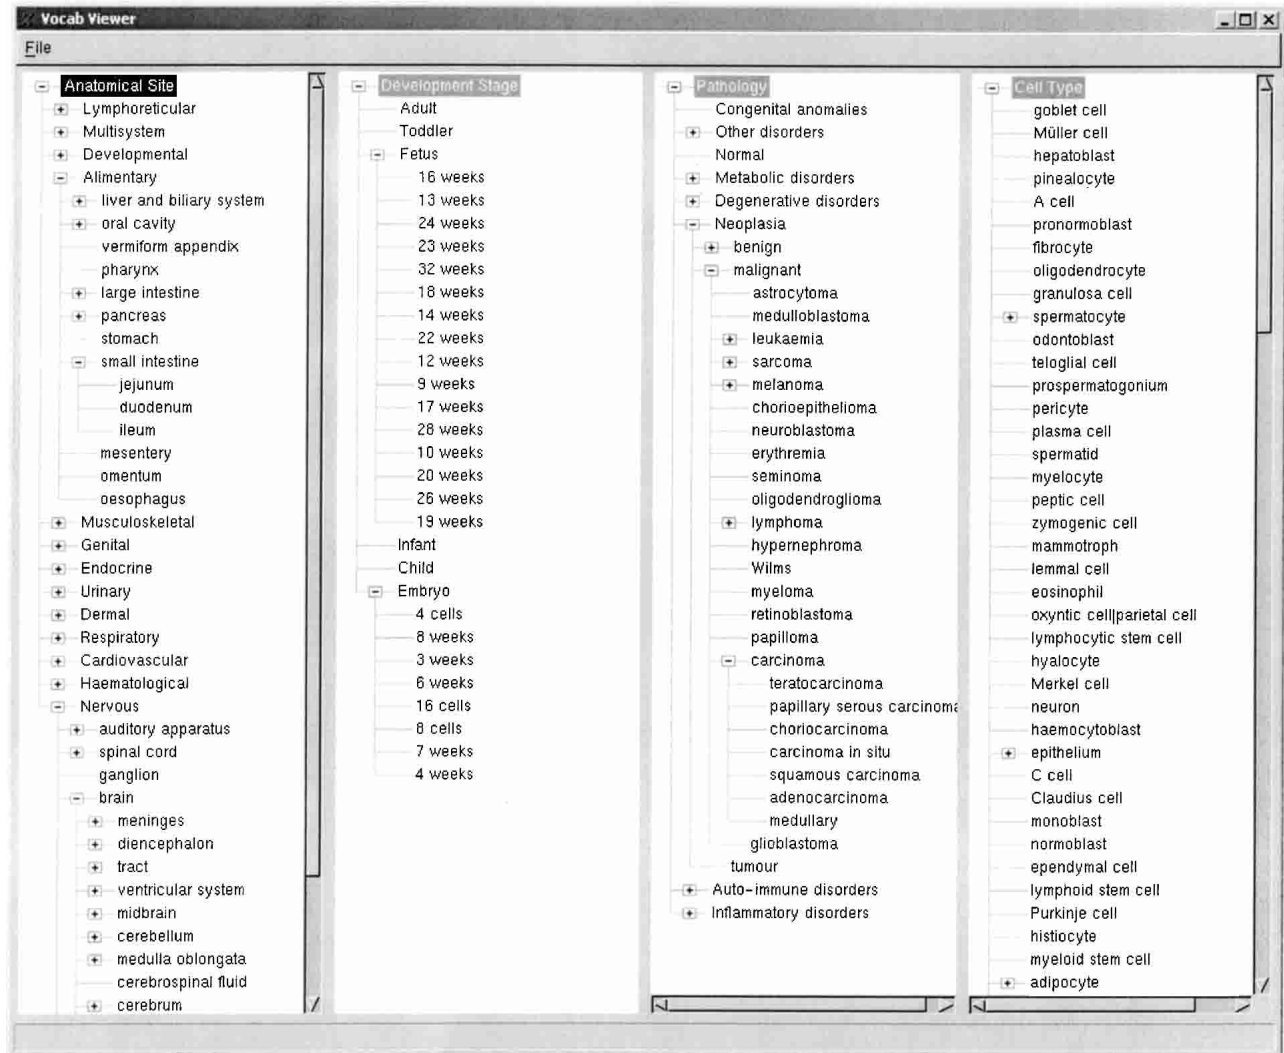 Vocab Viewer
File
Anatomical Site
Lymphoreticular
Multisystem
Developmental
Alimentary
liver and biliary system
oral cavity
vermiform appendix
pharynx
large intestine
pancreas
stomach
small intestine
jejunum
duodenum
ileum
mesentery
omentum
oesophagus
Musculoskeletal
Genital
Endocrine
Urinary
Dermal
Respiratory
Cardiovascular
Haematological
Nervous
auditory apparatus
spinal cord
ganglion
brain
meninges
diencephalon
tract
ventricular system
midbrain
cerebellum
medulla oblongata
cerebrospinal fluid
cerebrum
Development Stage
Adult
Toddler
Fetus
16 weeks
13 weeks
24 weeks
23 weeks
32 weeks
18 weeks
14 weeks
22 weeks
12 weeks
9 weeks
17 weeks
28 weeks
10 weeks
20 weeks
26 weeks
19 weeks
Infant
Child
Embryo
4 cells
8 weeks
3 weeks
6 weeks
16 cells
8 cells
7 weeks
4 weeks
Pathology
Congenital anomalies
Other disorders
Normal
Metabolic disorders
Degenerative disorders
Neoplasia
benign
malignant
astrocytoma
medulloblastoma
leukaemia
sarcoma
melanoma
chorioepithelioma
neuroblastoma
erythremia
seminoma
oligodendroglioma
lymphoma
hypernephroma
Wilms
myeloma
retinoblastoma
papilloma
carcinoma
teratocarcinoma
papillary serous carcinoma
choriocarcinoma
carcinoma in situ
squamous carcinoma
adenocarcinoma
medullary
glioblastoma
tumour
Auto-immune disorders
Inflammatory disorders
Cell Type
goblet cell
Müller cell
hepatoblast
pinealocyte
A cell
pronormoblast
fibrocyte
oligodendrocyte
granulosa cell
spermatocyte
odontoblast
teloglial cell
prospermatogonium
pericyte
plasma cell
spermatid
myelocyte
peptic cell
zymogenic cell
mammotroph
lemmal cell
eosinophil
oxyntic cell|parietal cell
lymphocytic stem cell
hyalocyte
Merkel cell
neuron
haemocytoblast
epithelium
C cell
Claudius cell
monoblast
normoblast
ependymal cell
lymphoid stem cell
Purkinje cell
histiocyte
myeloid stem cell
adipocyte